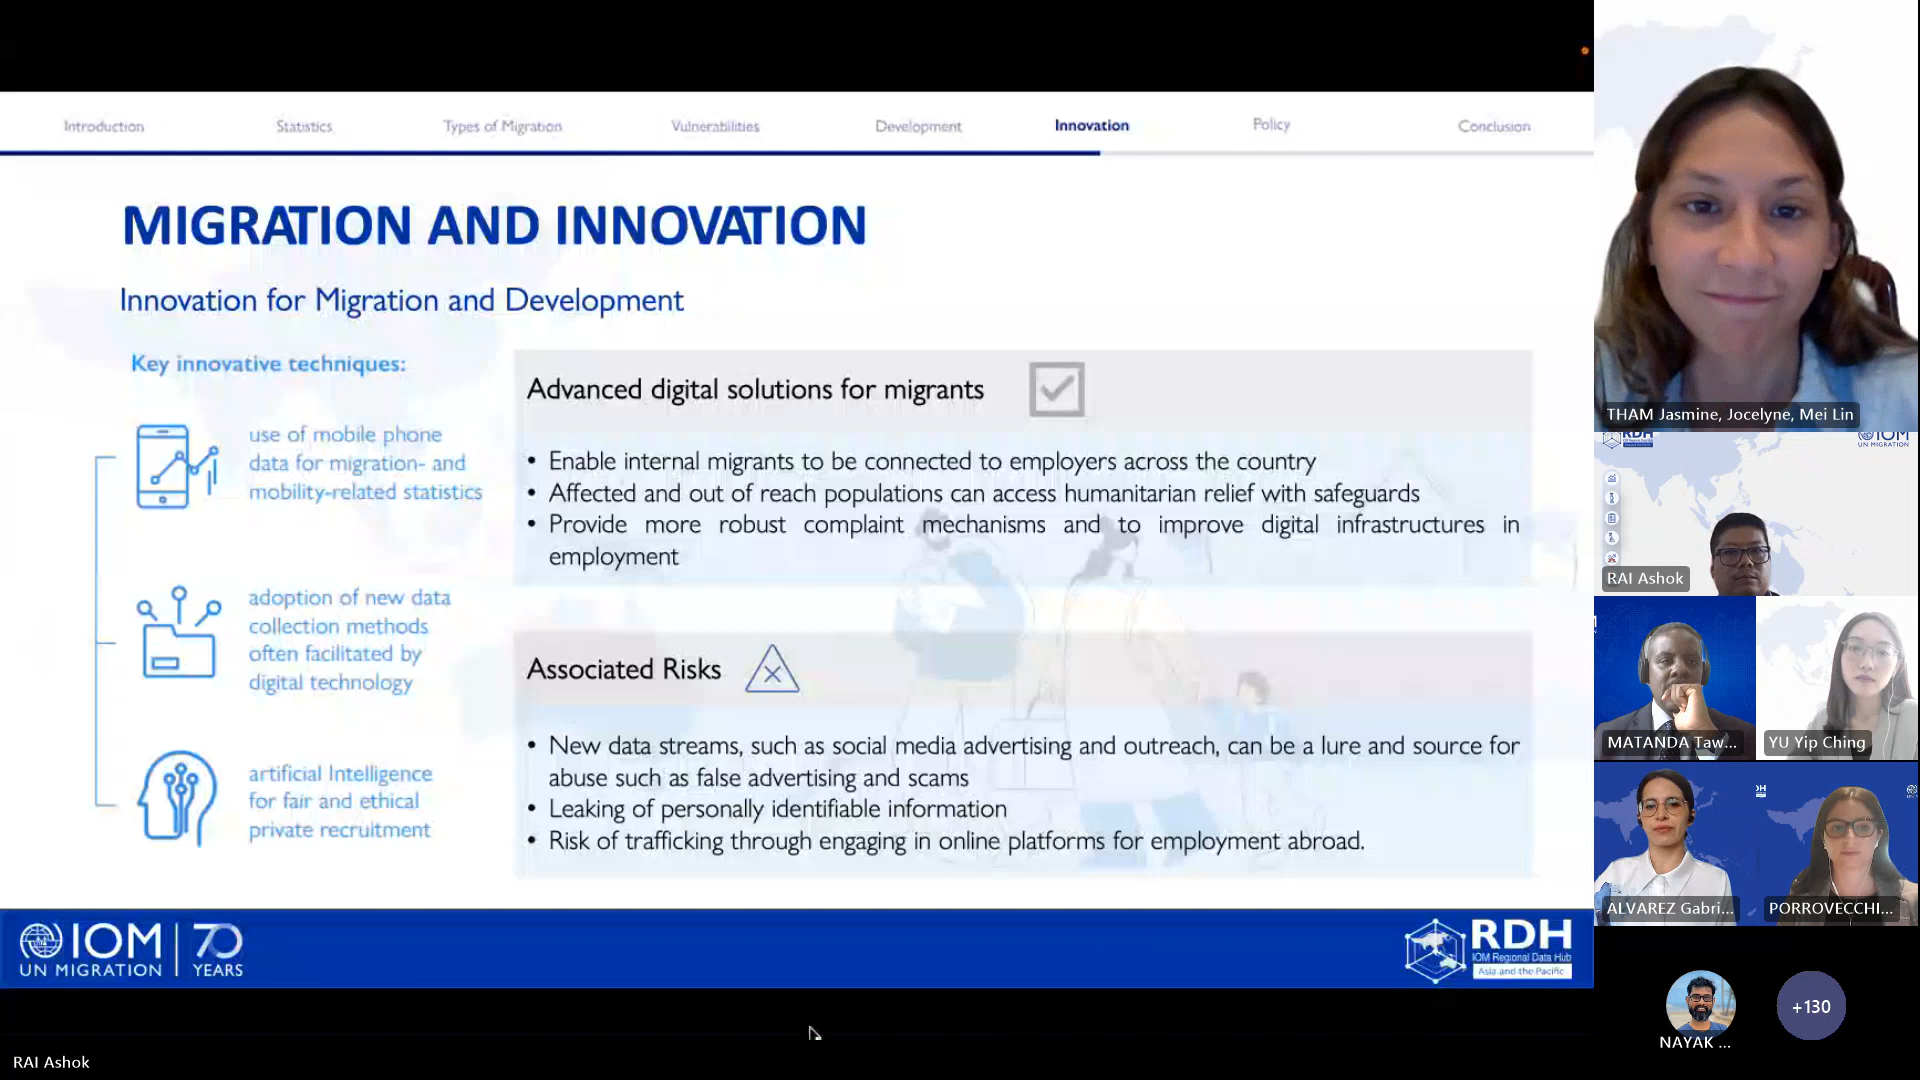 Introduction
Statistics
Types of Migration
Vulnerabilities
Development
Innovation
Policy
Conclusion
MIGRATION AND INNOVATION
Innovation for Migration and Development
Key innovative techniques:
use of mobile phone
data for migration- and
mobility-related statistics
adoption of new data
collection methods
often facilitated by
digital technology
artificial Intelligence
for fair and ethical
private recruitment
Advanced digital solutions for migrants
• Enable internal migrants to be connected to employers across the country
• Affected and out of reach populations can access humanitarian relief with safeguards
• Provide more robust complaint mechanisms and to improve digital infrastructures in
employment
Associated Risks
• New data streams, such as social media advertising and outreach, can be a lure and source for
abuse such as false advertising and scams
• Leaking of personally identifiable information
• Risk of trafficking through engaging in online platforms for employment abroad.
IOM
UN MIGRATION
70
YEARS
RDH
IOM Regional Data Hub
Asia and the Pacific
RAI Ashok
THAM Jasmine, Jocelyne, Mei Lin
RDH
IOM
UN MIGRATION
RAI Ashok
MATANDA Taw...
YU Yip Ching
ALVAREZ Gabri...
PORROVECCHI...
NAYAK ...
+130